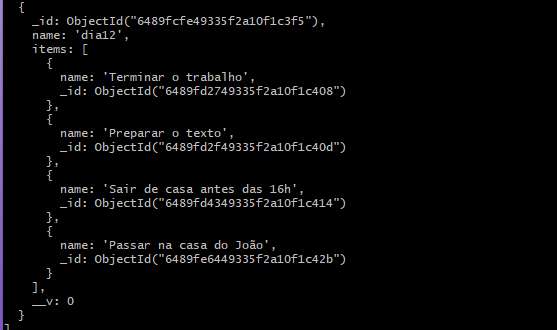 {
_id: ObjectId("6489fcfe49335f2a10f1c3f5"),
name: 'dia12',
items: [
{
name: 'Terminar o trabalho',
_id: ObjectId("6489fd2749335f2a10f1c408")
},
{
name: 'Preparar o texto',
_id: ObjectId("6489fd2f49335f2a10f1c40d")
},
{
name: 'Sair de casa antes das 16h',
_id: ObjectId("6489fd4349335f2a10f1c414")
},
{
name: 'Passar na casa do João',
_id: ObjectId("6489fe6449335f2a10f1c42b")
}
],
__v: 0
}
]